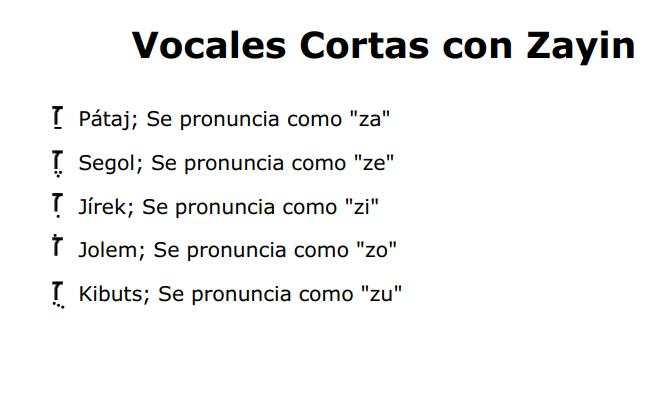 Vocales Cortas con Zayin
זַ Pátaj; Se pronuncia como "za"
זֶ Segol; Se pronuncia como "ze"
זִ Jírek; Se pronuncia como "zi"
זֹ Jolem; Se pronuncia como "zo"
זֻ Kibuts; Se pronuncia como "zu"